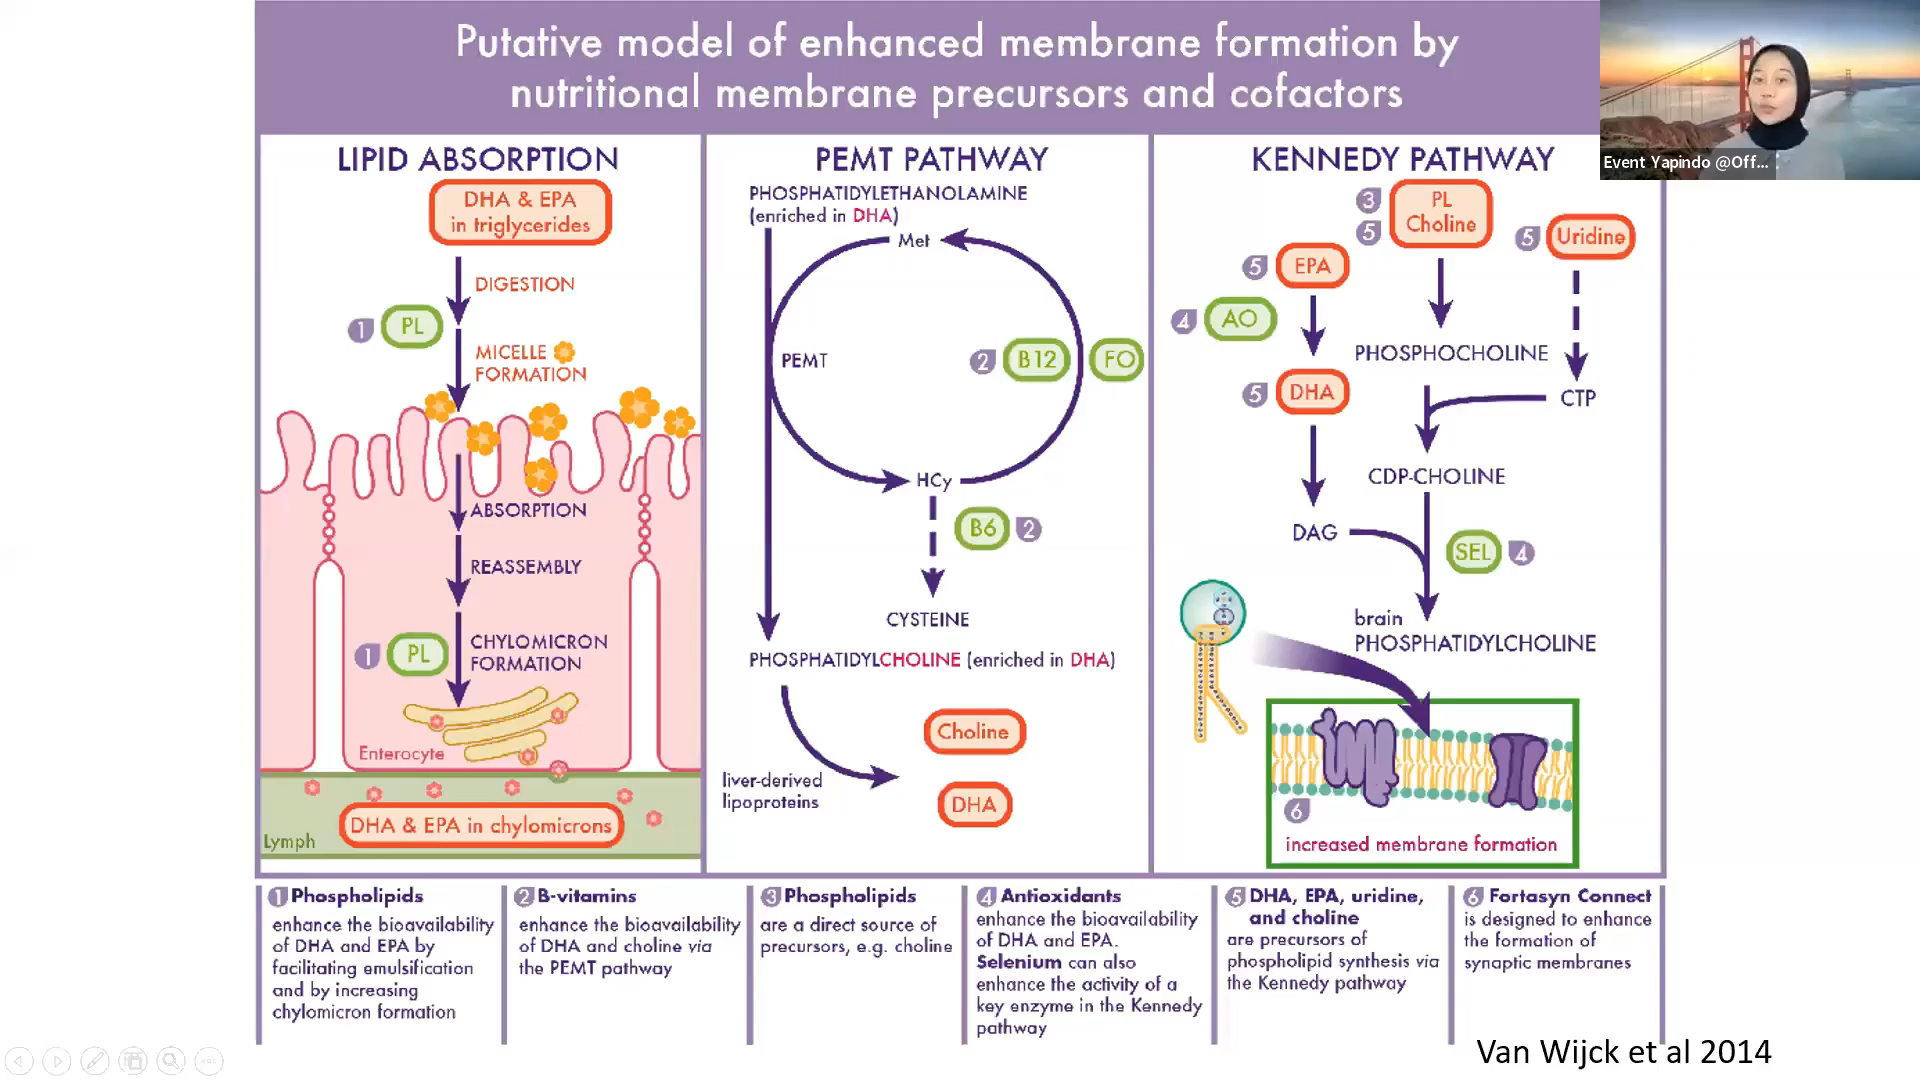 Putative model of enhanced membrane formation by
nutritional membrane precursors and cofactors
Event Yapindo @Off...
LIPID ABSORPTION
DHA & EPA
in triglycerides
DIGESTION
1 PL
MICELLE
FORMATION
ABSORPTION
REASSEMBLY
1 PL
CHYLOMICRON
FORMATION
Enterocyte
DHA & EPA in chylomicrons
Lymph
PEMT PATHWAY
PHOSPHATIDYLETHANOLAMINE
(enriched in DHA)
Met
PEMT
2 B12 FO
HCy
B6 2
CYSTEINE
PHOSPHATIDYLCHOLINE (enriched in DHA)
Choline
liver-derived
lipoproteins
DHA
KENNEDY PATHWAY
3 PL
5 Choline
5 Uridine
5 EPA
4 AO
PHOSPHOCHOLINE
5 DHA
CTP
CDP-CHOLINE
DAG
SEL 4
brain
PHOSPHATIDYLCHOLINE
6
increased membrane formation
1 Phospholipids
enhance the bioavailability
of DHA and EPA by
facilitating emulsification
and by increasing
chylomicron formation
2 B-vitamins
enhance the bioavailability
of DHA and choline via
the PEMT pathway
3 Phospholipids
are a direct source of
precursors, e.g. choline
4 Antioxidants
enhance the bioavailability
of DHA and EPA.
Selenium can also
enhance the activity of a
key enzyme in the Kennedy
pathway
5 DHA, EPA, uridine,
and choline
are precursors of
phospholipid synthesis via
the Kennedy pathway
6 Fortasyn Connect
is designed to enhance
the formation of
synaptic membranes
Van Wijck et al 2014